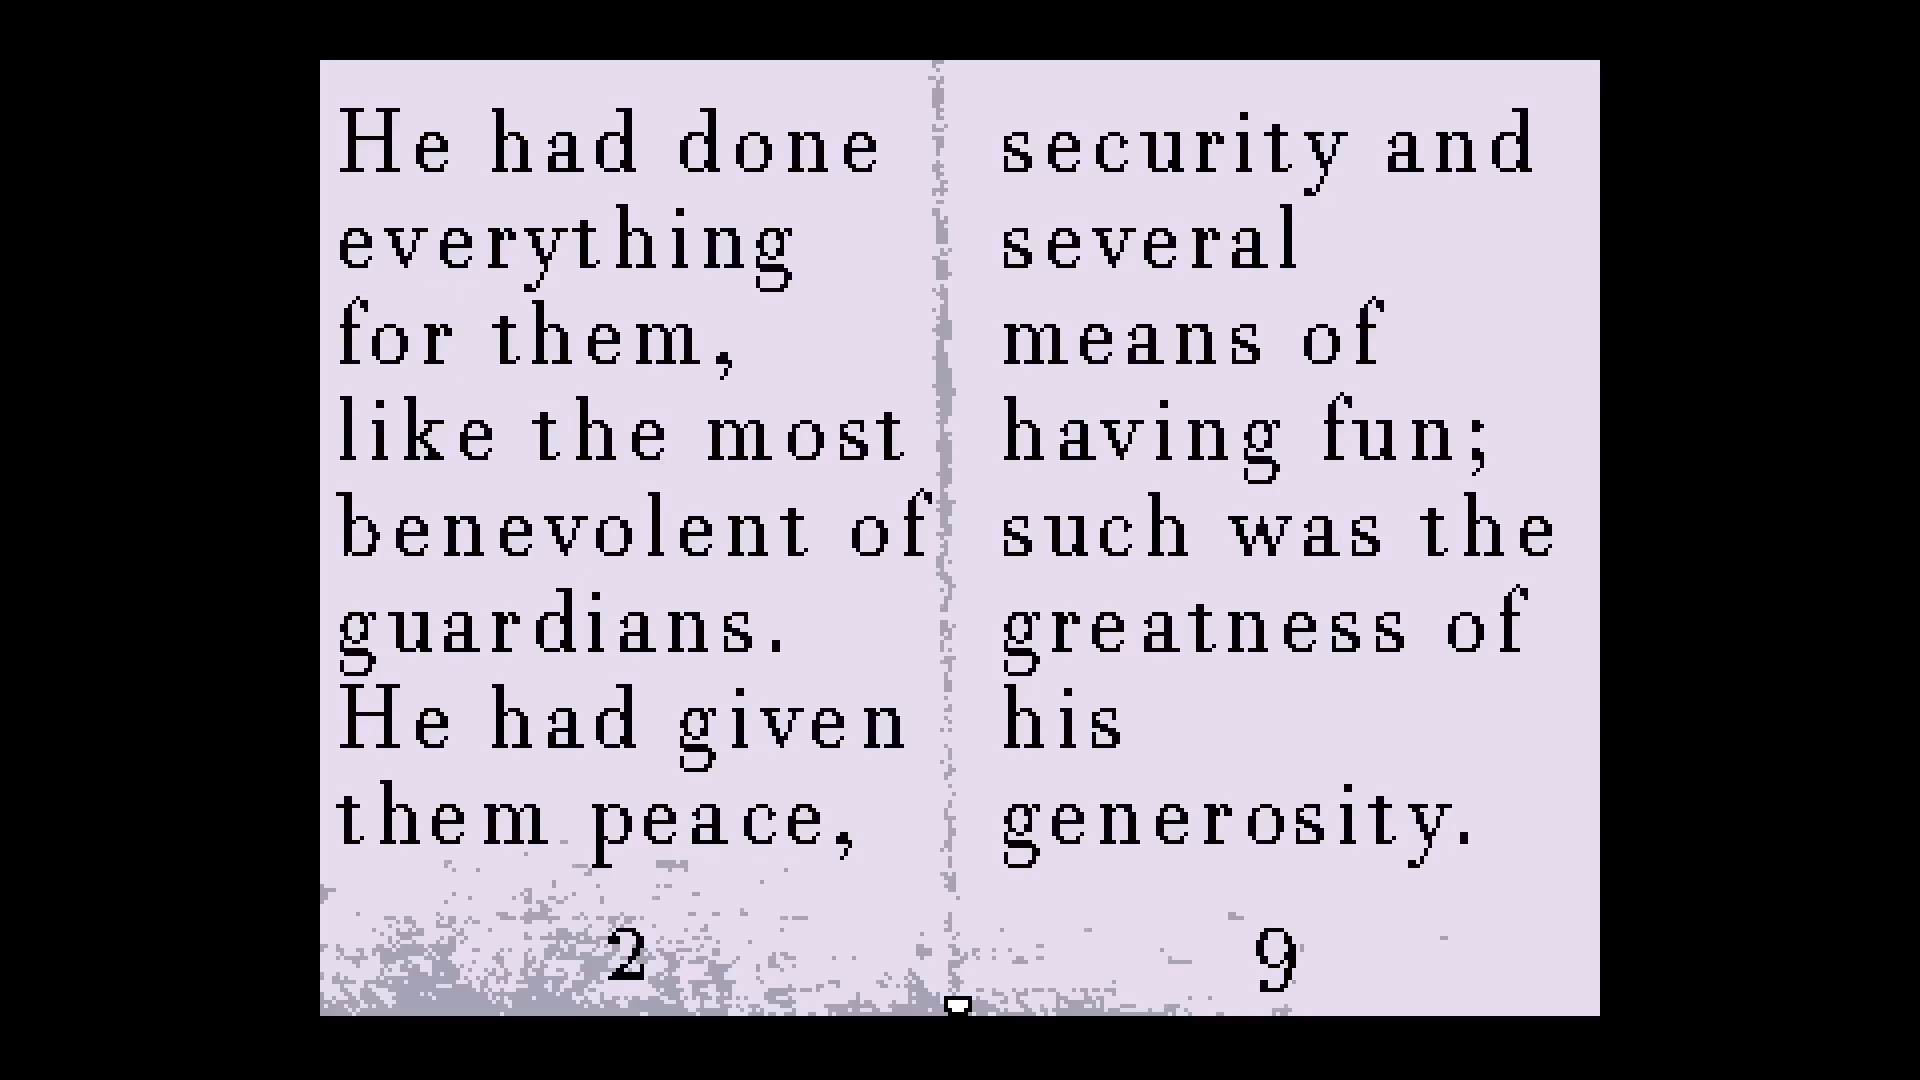 He had done
everything
for them,
like the most
benevolent of
guardians.
He had given
them peace,
2
security and
several
means of
having fun;
such was the
greatness of
his
generosity.
9